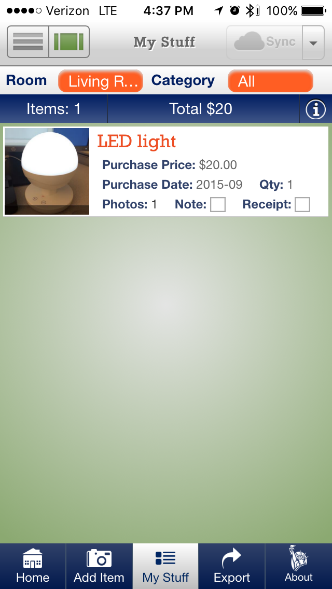 Verizon LTE 4:37 PM 100%
My Stuff Sync
Room Living R... Category All
Items: 1 Total $20
LED light
Purchase Price: $20.00
Purchase Date: 2015-09 Qty: 1
Photos: 1 Note: Receipt:
Home Add Item My Stuff Export About